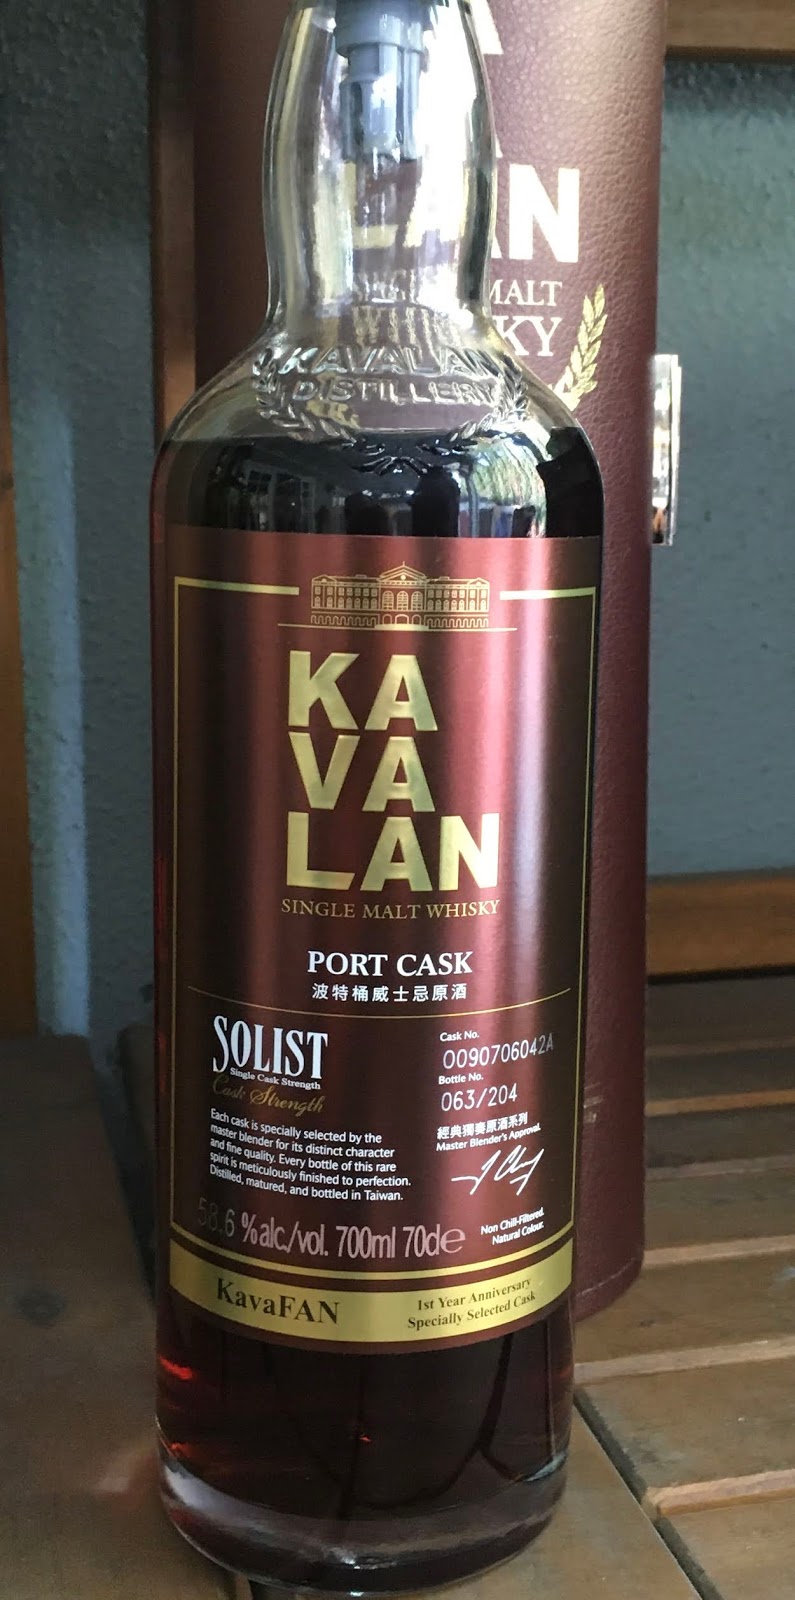 LAN
MALT
KY
KAVALAN
DISTILLERY
KA
VA
LAN
SINGLE MALT WHISKY
PORT CASK
波特桶威士忌原酒
SOLIST
Single Cask Strength
Cask Strength
Each cask is specially selected by the
master blender for its distinct character
and fine quality. Every bottle of this rare
spirit is meticulously finished to perfection.
Distilled, matured, and bottled in Taiwan.
Cask No.
O090706042A
Bottle No.
063/204
經典獨奏原酒系列
Master Blender's Approval.
58.6 %alc./vol. 700ml 70cl e
Non Chill-Filtered.
Natural Colour.
KavaFAN
1st Year Anniversary
Specially Selected Cask